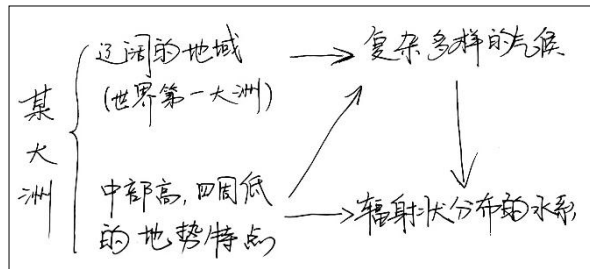 某大洲
辽阔的地域
(世界第一大洲)
复杂多样的气候
中部高,四周低
的地势特点
辐射状分布的水系